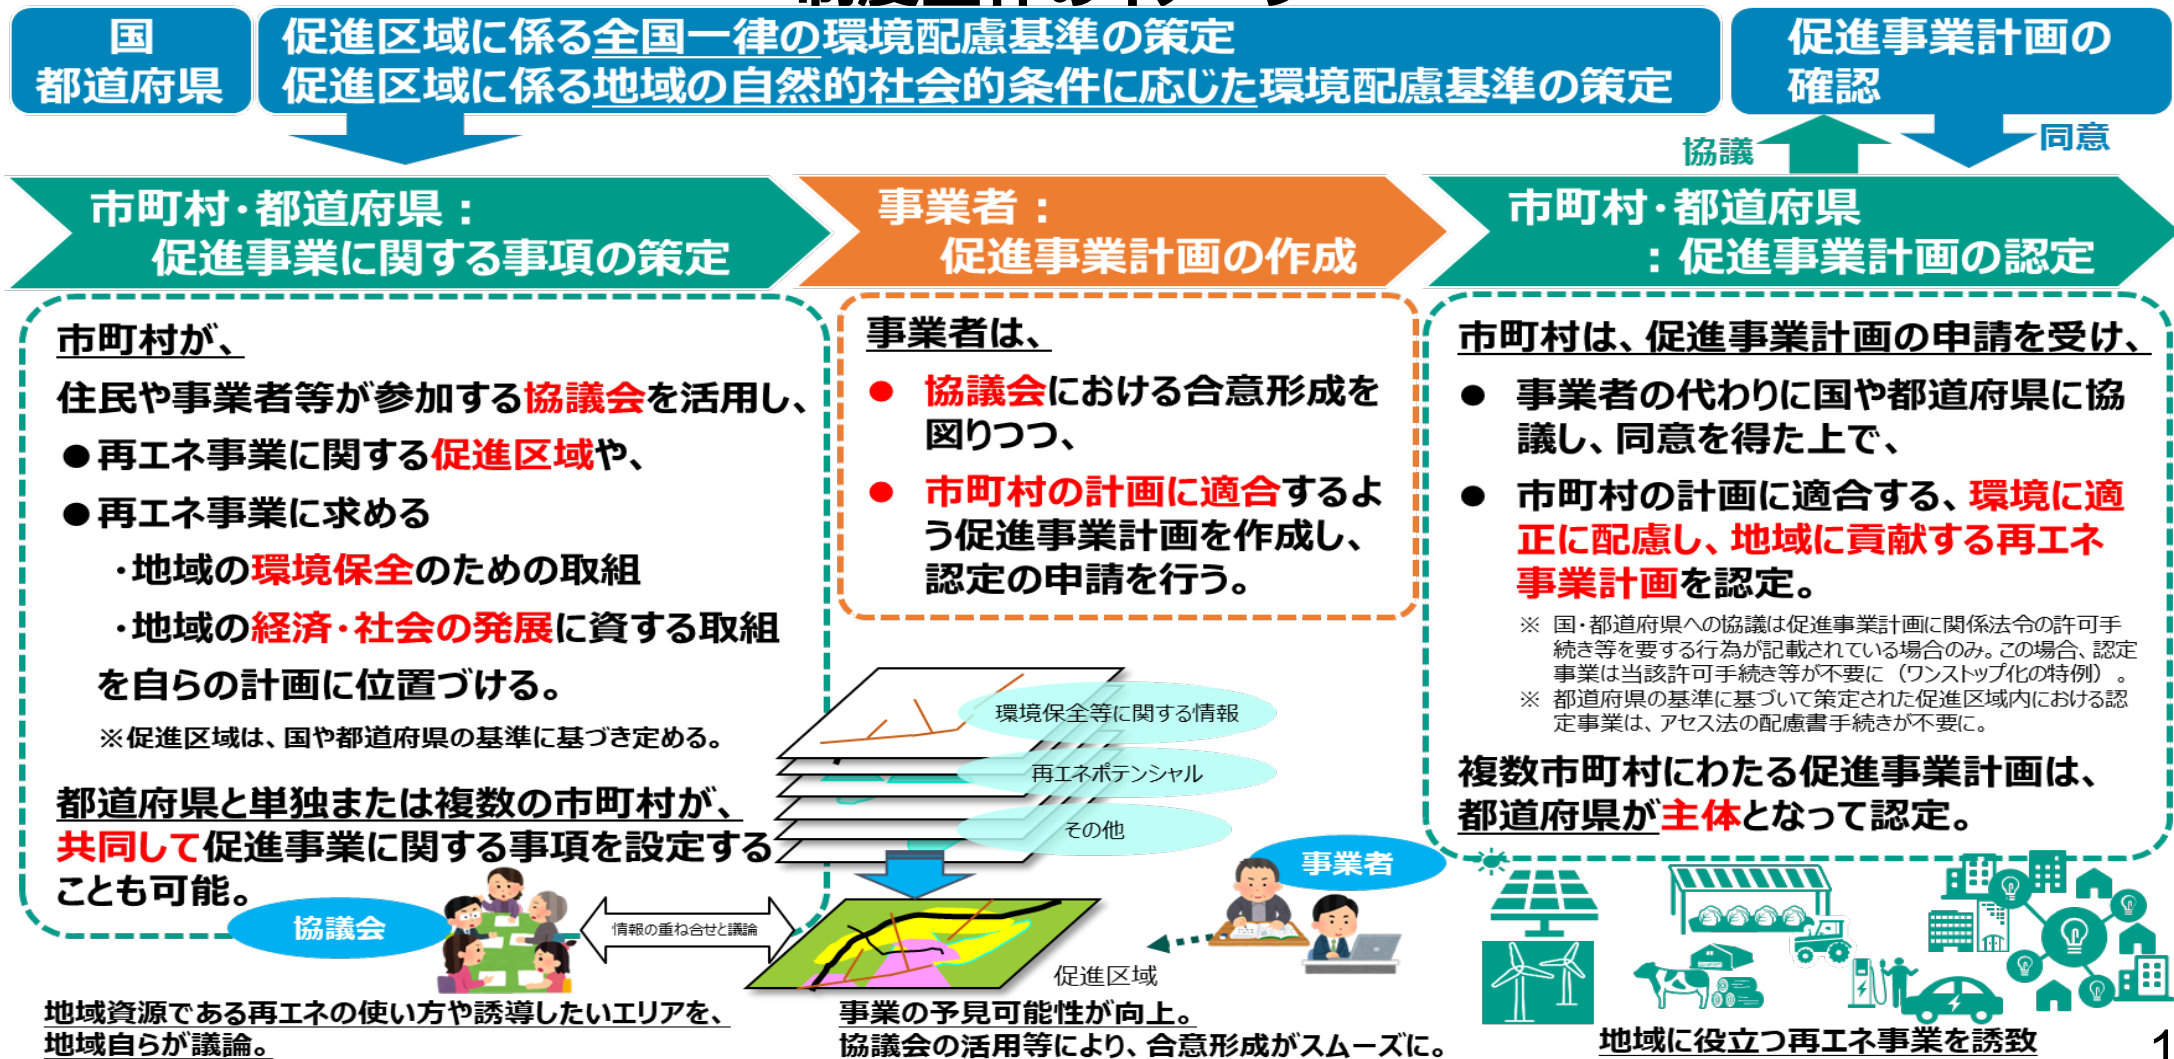 制度全体のイメージ
国
都道府県
促進区域に係る全国一律の環境配慮基準の策定
促進区域に係る地域の自然的社会的条件に応じた環境配慮基準の策定
促進事業計画の
確認
協議
同意
市町村・都道府県：
促進事業に関する事項の策定
事業者：
促進事業計画の作成
市町村・都道府県
：促進事業計画の認定
市町村が、
住民や事業者等が参加する協議会を活用し、
●再エネ事業に関する促進区域や、
●再エネ事業に求める
・地域の環境保全のための取組
・地域の経済・社会の発展に資する取組
を自らの計画に位置づける。
※促進区域は、国や都道府県の基準に基づき定める。
都道府県と単独または複数の市町村が、
共同して促進事業に関する事項を設定する
ことも可能。
協議会
情報の重ね合せと議論
地域資源である再エネの使い方や誘導したいエリアを、
地域自らが議論。
事業者は、
● 協議会における合意形成を
図りつつ、
● 市町村の計画に適合するよ
う促進事業計画を作成し、
認定の申請を行う。
環境保全等に関する情報
再エネポテンシャル
その他
事業者
促進区域
事業の予見可能性が向上。
協議会の活用等により、合意形成がスムーズに。
市町村は、促進事業計画の申請を受け、
● 事業者の代わりに国や都道府県に協
議し、同意を得た上で、
● 市町村の計画に適合する、環境に適
正に配慮し、地域に貢献する再エネ
事業計画を認定。
※ 国・都道府県への協議は促進事業計画に関係法令の許可手
続き等を要する行為が記載されている場合のみ。この場合、認定
事業は当該許可手続き等が不要に（ワンストップ化の特例）。
※ 都道府県の基準に基づいて策定された促進区域内における認
定事業は、アセス法の配慮書手続きが不要に。
複数市町村にわたる促進事業計画は、
都道府県が主体となって認定。
地域に役立つ再エネ事業を誘致
1